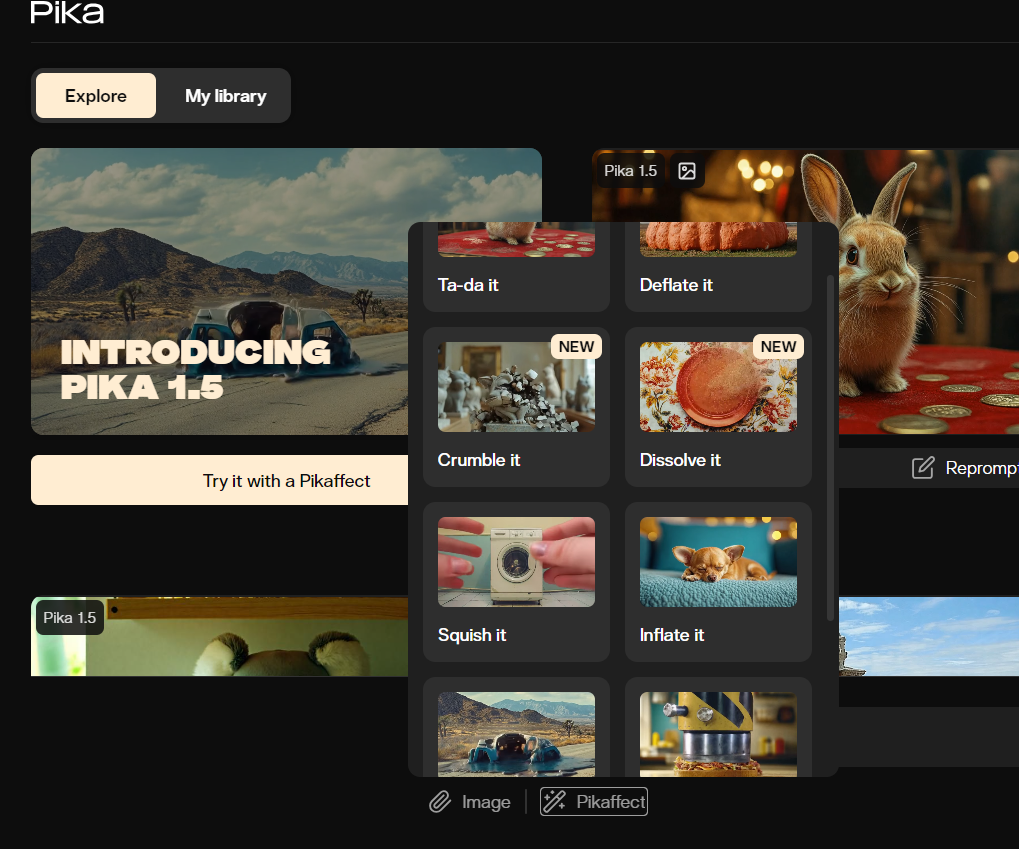 Pika
Explore
My library
Pika 1.5
INTRODUCING
PIKA 1.5
Try it with a Pikaffect
Ta-da it
Deflate it
NEW
NEW
Crumble it
Dissolve it
Squish it
Inflate it
Reprompt
Pika 1.5
Image
Pikaffect